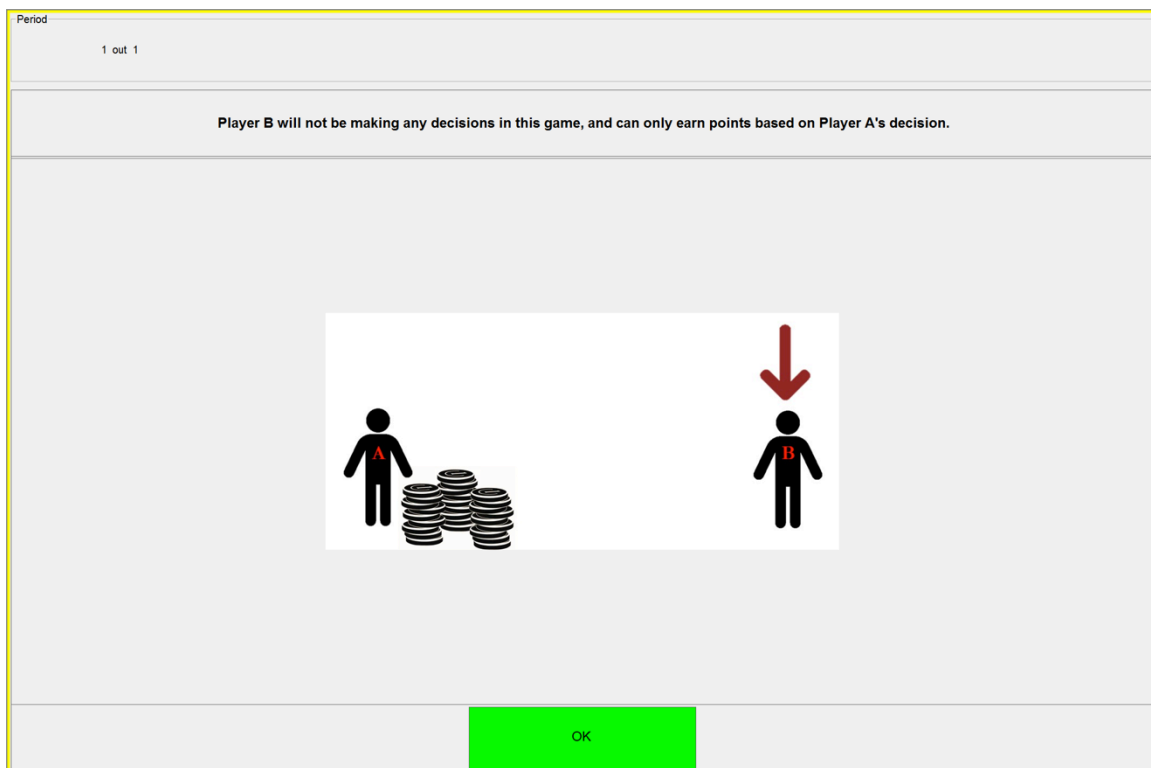 Period
1 out 1
Player B will not be making any decisions in this game, and can only earn points based on Player A's decision.
A
B
OK